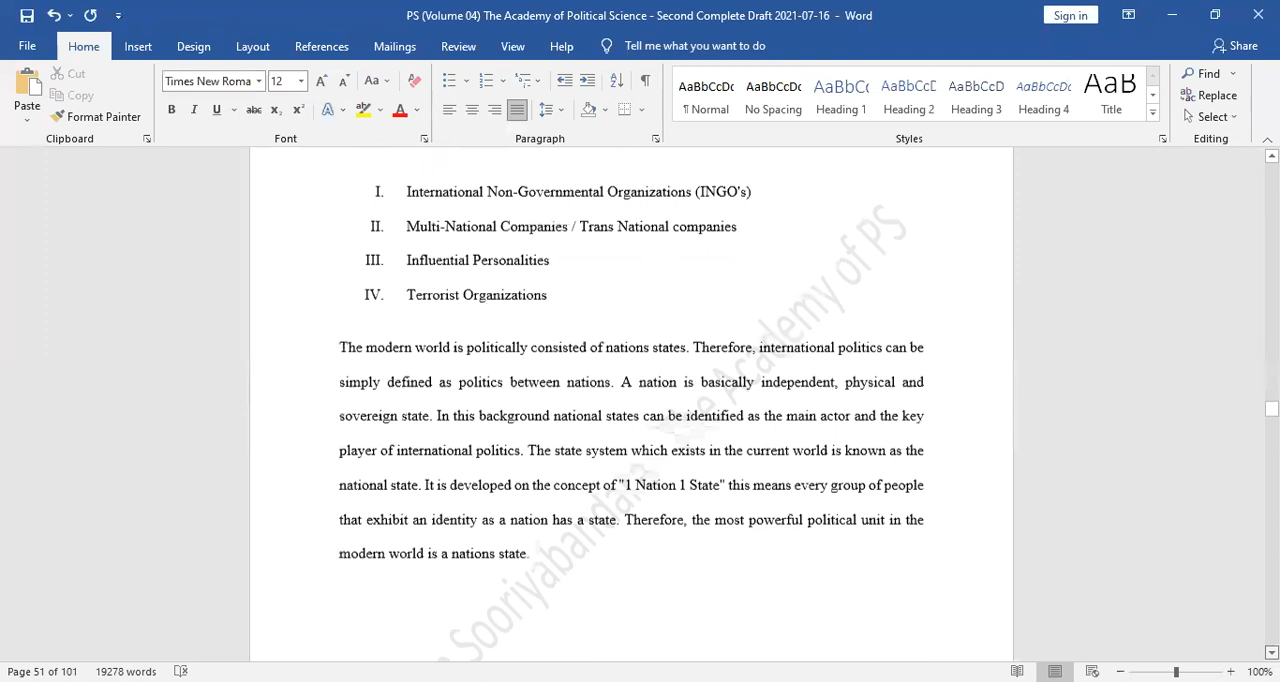 PS (Volume 04) The Academy of Political Science - Second Complete Draft 2021-07-16 - Word
Sign in
File Home Insert Design Layout References Mailings Review View Help Tell me what you want to do
Share
Cut
Copy
Paste
Format Painter
Clipboard
Times New Roma 12
Font
Paragraph
AaBbCcDc AaBbCcDc AaBbCc AaBbCcD AaBbCcD AaBbCcDc AaB
¶ Normal No Spacing Heading 1 Heading 2 Heading 3 Heading 4 Title
Styles
Find
Replace
Select
Editing
I. International Non-Governmental Organizations (INGO's)
II. Multi-National Companies / Trans National companies
III. Influential Personalities
IV. Terrorist Organizations
The modern world is politically consisted of nations states. Therefore, international politics can be
simply defined as politics between nations. A nation is basically independent, physical and
sovereign state. In this background national states can be identified as the main actor and the key
player of international politics. The state system which exists in the current world is known as the
national state. It is developed on the concept of "1 Nation 1 State" this means every group of people
that exhibit an identity as a nation has a state. Therefore, the most powerful political unit in the
modern world is a nations state.
Sooriyabandara
Academy of PS
Page 51 of 101 19278 words
100%